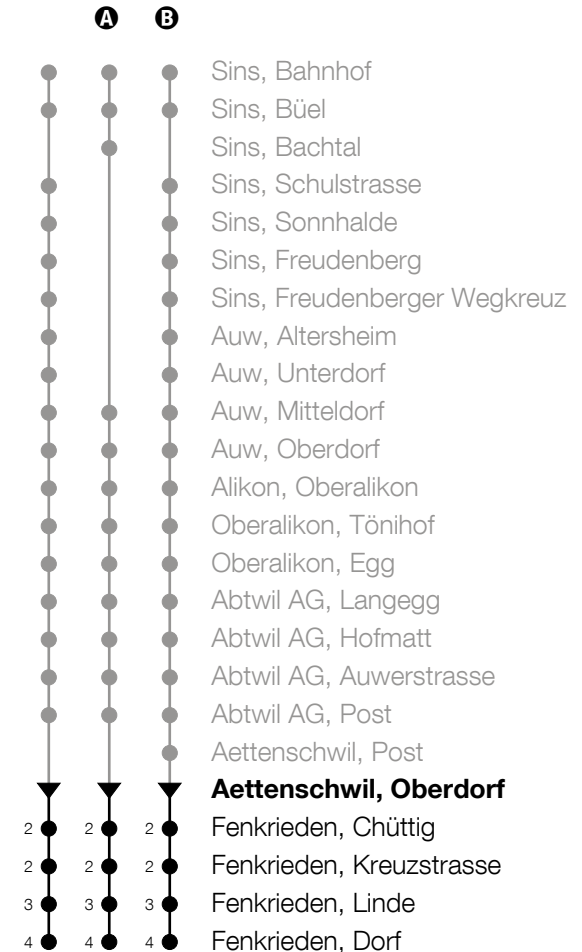 A B
Sins, Bahnhof
Sins, Büel
Sins, Bachtal
Sins, Schulstrasse
Sins, Sonnhalde
Sins, Freudenberg
Sins, Freudenberger Wegkreuz
Auw, Altersheim
Auw, Unterdorf
Auw, Mitteldorf
Auw, Oberdorf
Alikon, Oberalikon
Oberalikon, Tönihof
Oberalikon, Egg
Abtwil AG, Langegg
Abtwil AG, Hofmatt
Abtwil AG, Auwerstrasse
Abtwil AG, Post
Aettenschwil, Post
Aettenschwil, Oberdorf
2 2 2 Fenkrieden, Chüttig
2 2 2 Fenkrieden, Kreuzstrasse
3 3 3 Fenkrieden, Linde
4 4 4 Fenkrieden, Dorf